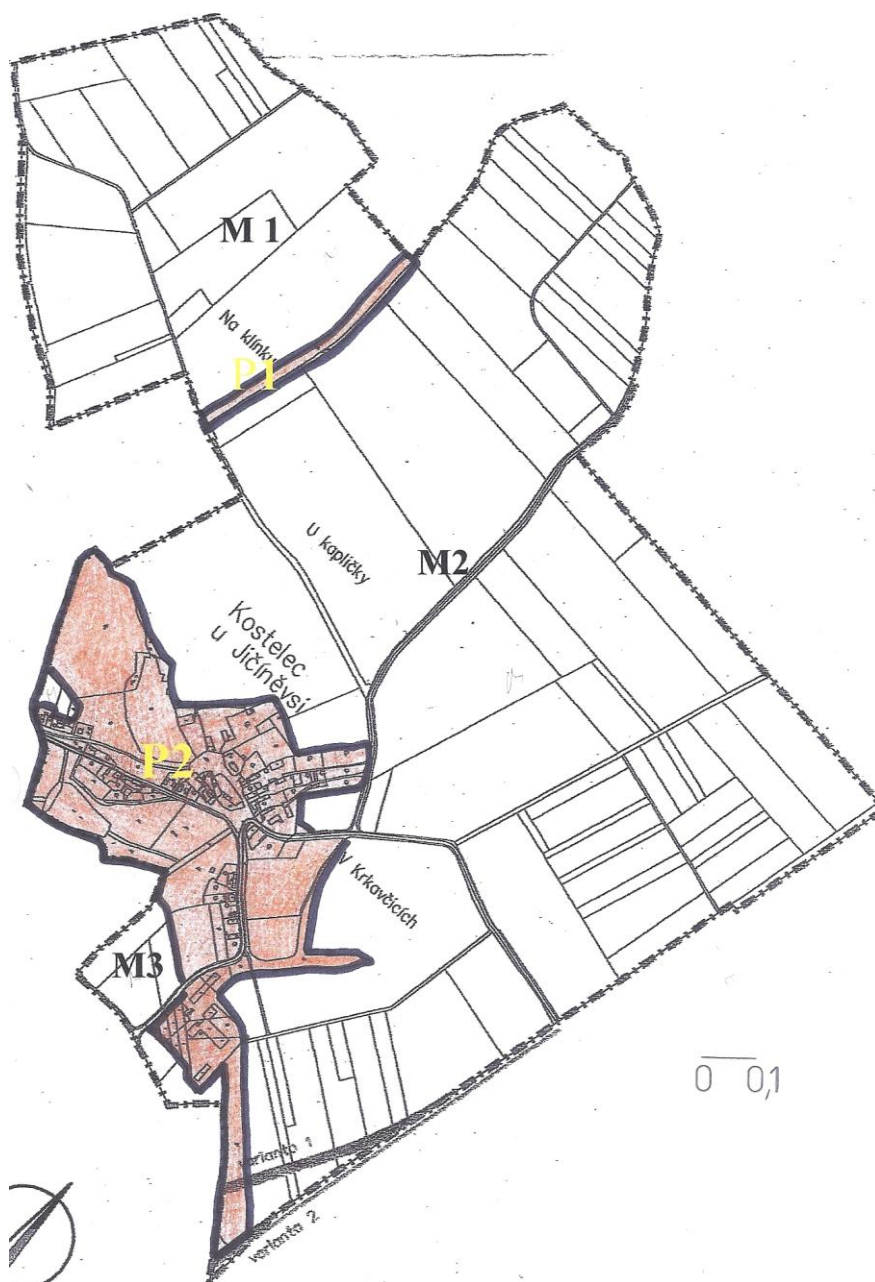 M 1
Na klínku
P1
U kapličky
M2
Kostelec
u Jičíněvsi
P2
V Krkavčicích
M3
0 0,1
varianta 1
varianta 2